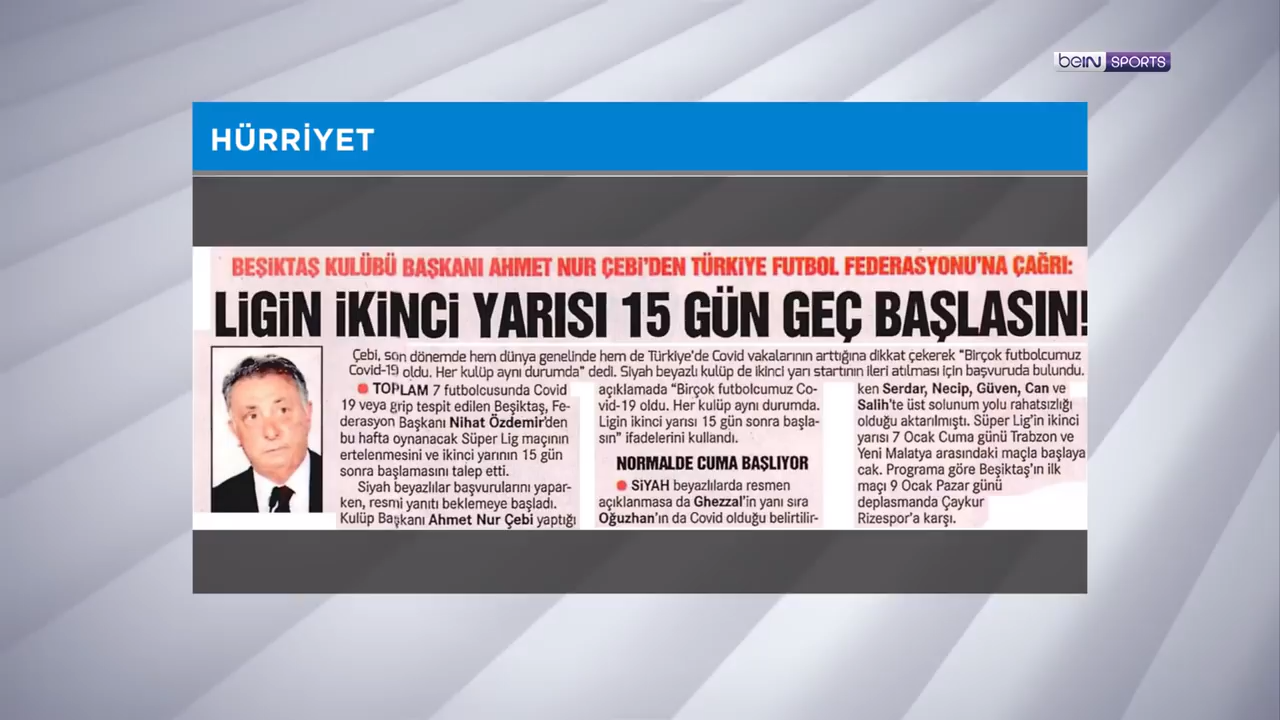 beIN SPORTS
HÜRRİYET
BEŞİKTAŞ KULÜBÜ BAŞKANI AHMET NUR ÇEBİ'DEN TÜRKİYE FUTBOL FEDERASYONU'NA ÇAĞRI:
LİGİN İKİNCİ YARISI 15 GÜN GEÇ BAŞLASIN!
Çebi, son dönemde hem dünya genelinde hem de Türkiye'de Covid vakalarının arttığına dikkat çekerek "Birçok futbolcumuz
Covid-19 oldu. Her kulüp aynı durumda" dedi. Siyah beyazlı kulüp de ikinci yarı startının ileri atılması için başvuruda bulundu.
TOPLAM 7 futbolcusunda Covid
19 veya grip tespit edilen Beşiktaş, Fe-
derasyon Başkanı Nihat Özdemir'den
bu hafta oynanacak Süper Lig maçının
ertelenmesini ve ikinci yarının 15 gün
sonra başlamasını talep etti.
Siyah beyazlılar başvurularını yapar-
ken, resmi yanıtı beklemeye başladı.
Kulüp Başkanı Ahmet Nur Çebi yaptığı
açıklamada "Birçok futbolcumuz Co-
vid-19 oldu. Her kulüp aynı durumda.
Ligin ikinci yarısı 15 gün sonra başla-
sın" ifadelerini kullandı.
NORMALDE CUMA BAŞLIYOR
SİYAH beyazlılarda resmen
açıklanmasa da Ghezzal'in yanı sıra
Oğuzhan'ın da Covid olduğu belirtilir-
ken Serdar, Necip, Güven, Can ve
Salih'te üst solunum yolu rahatsızlığı
olduğu aktarılmıştı. Süper Lig'in ikinci
yarısı 7 Ocak Cuma günü Trabzon ve
Yeni Malatya arasındaki maçla başlaya
cak. Programa göre Beşiktaş'ın ilk
maçı 9 Ocak Pazar günü
deplasmanda Çaykur
Rizespor'a karşı.